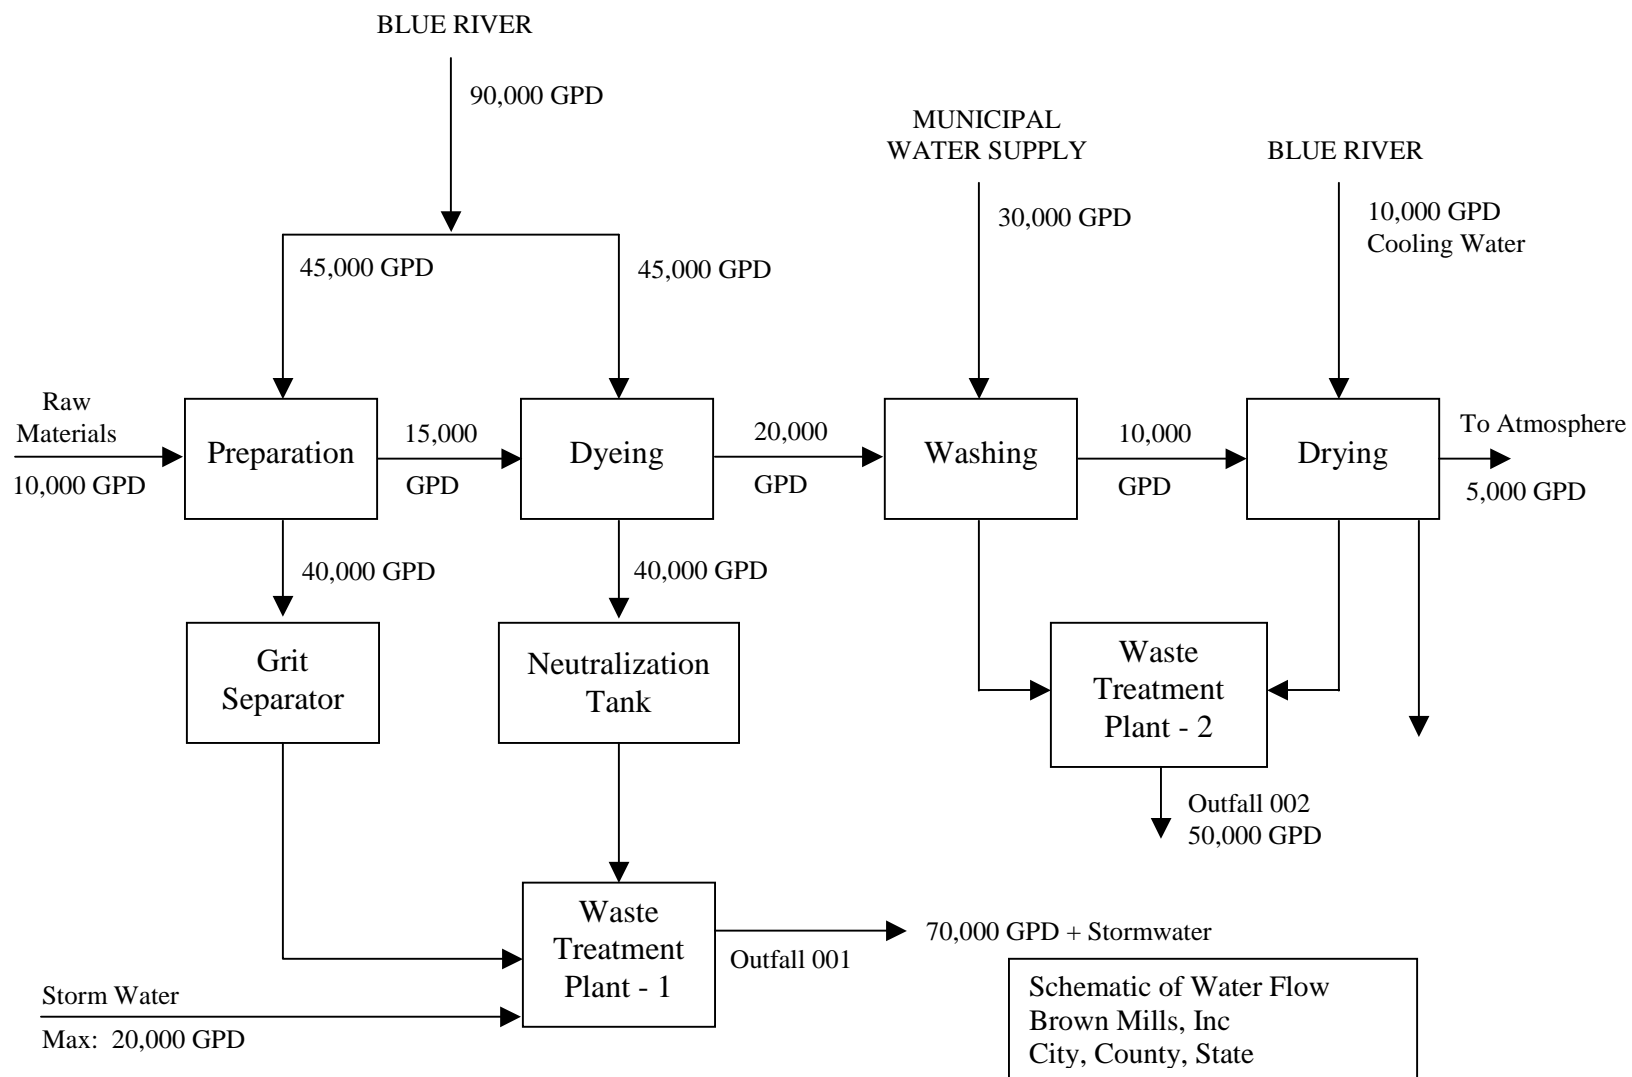 BLUE RIVER
90,000 GPD
MUNICIPAL
WATER SUPPLY
BLUE RIVER
30,000 GPD
10,000 GPD
Cooling Water
45,000 GPD
45,000 GPD
Raw
Materials
10,000 GPD
Preparation
15,000
GPD
Dyeing
20,000
GPD
Washing
10,000
GPD
Drying
To Atmosphere
5,000 GPD
40,000 GPD
40,000 GPD
Grit
Separator
Neutralization
Tank
Waste
Treatment
Plant - 2
Outfall 002
50,000 GPD
Waste
Treatment
Plant - 1
Outfall 001
70,000 GPD + Stormwater
Storm Water
Max: 20,000 GPD
Schematic of Water Flow
Brown Mills, Inc
City, County, State